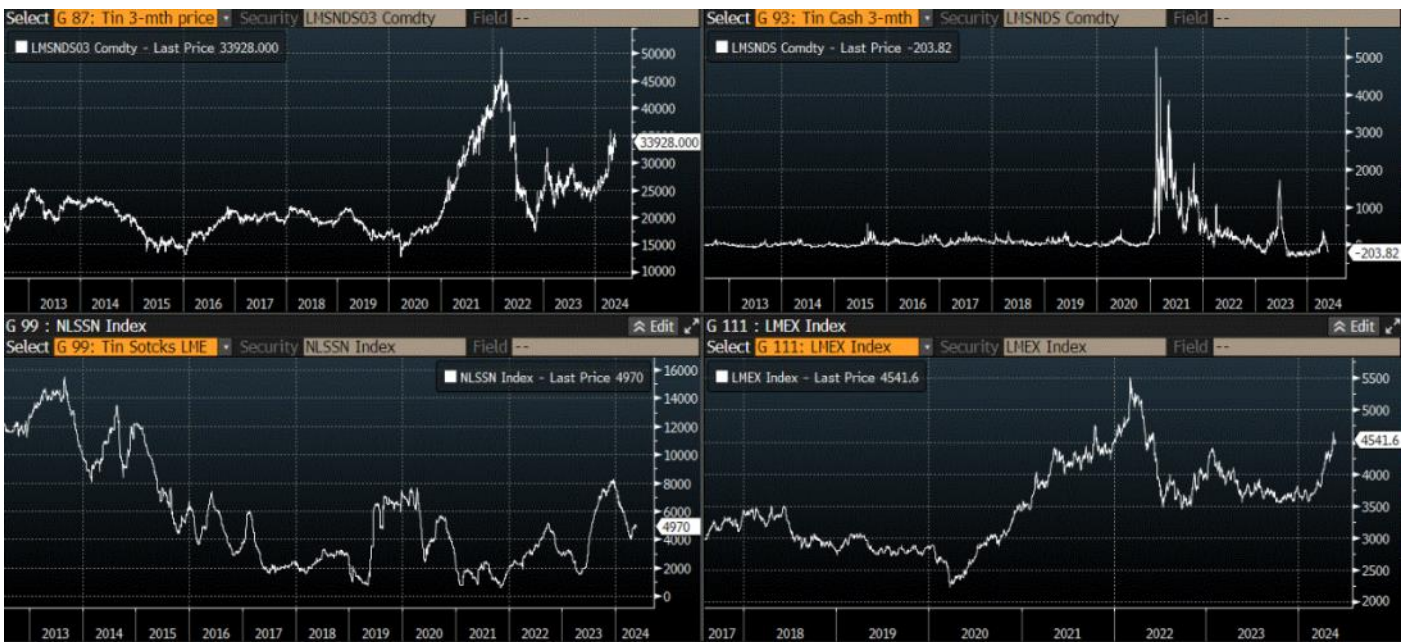 Select G 87: Tin 3-mth price Security LMSNDS03 Comdty Field --
LMSNDS03 Comdty - Last Price 33928.000
50000
45000
40000
33928.000
30000
25000
20000
15000
10000
2013 2014 2015 2016 2017 2018 2019 2020 2021 2022 2023 2024
Select G 93: Tin Cash 3-mth Security LMSNDS Comdty Field --
LMSNDS Comdty - Last Price -203.82
5000
4000
3000
2000
1000
-203.82
2013 2014 2015 2016 2017 2018 2019 2020 2021 2022 2023 2024
G 99 : NLSSN Index Edit
Select G 99: Tin Sotcks LME Security NLSSN Index Field --
NLSSN Index - Last Price 4970
16000
14000
12000
10000
8000
6000
4970
4000
2000
0
2013 2014 2015 2016 2017 2018 2019 2020 2021 2022 2023 2024
G 111 : LMEX Index Edit
Select G 111: LMEX Index Security LMEX Index Field --
LMEX Index - Last Price 4541.6
5500
5000
4541.6
4000
3500
3000
2500
2000
2017 2018 2019 2020 2021 2022 2023 2024